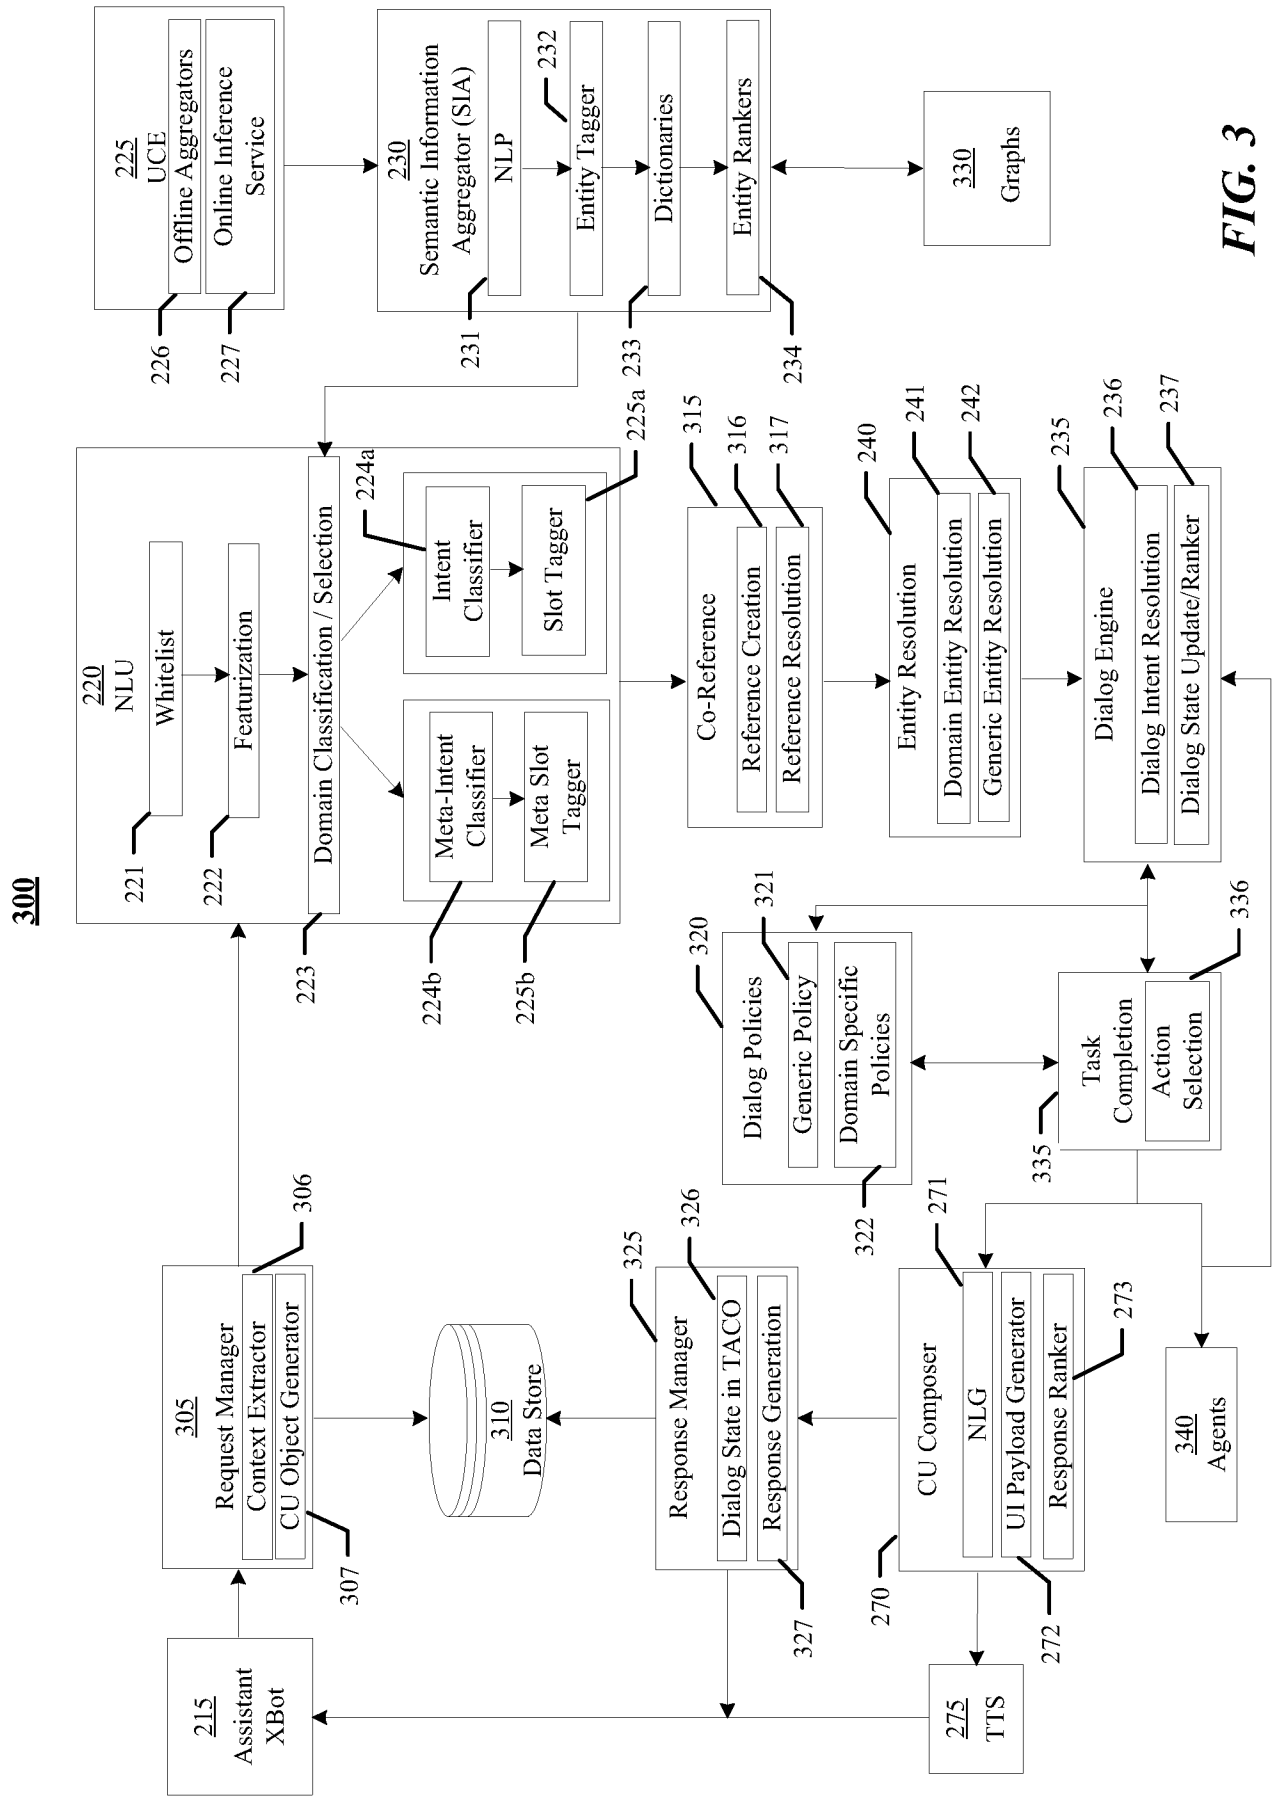 300
215
Assistant
XBot
305
Request Manager
Context Extractor
CU Object Generator
306
307
310
Data Store
220
NLU
Whitelist
221
Featurization
222
Domain Classification / Selection
223
Meta-Intent
Classifier
224b
Meta Slot
Tagger
225b
Intent
Classifier
224a
Slot Tagger
225a
225
UCE
Offline Aggregators
Online Inference
Service
226
227
230
Semantic Information
Aggregator (SIA)
NLP
231
Entity Tagger
232
Dictionaries
233
Entity Rankers
234
330
Graphs
315
Co-Reference
Reference Creation
316
Reference Resolution
317
240
Entity Resolution
Domain Entity Resolution
241
Generic Entity Resolution
242
235
Dialog Engine
Dialog Intent Resolution
236
Dialog State Update/Ranker
237
320
Dialog Policies
Generic Policy
321
Domain Specific
Policies
322
335
Task
Completion
Action
Selection
336
325
Response Manager
Dialog State in TACO
326
Response Generation
327
270
CU Composer
NLG
271
UI Payload Generator
272
Response Ranker
273
275
TTS
340
Agents
FIG. 3